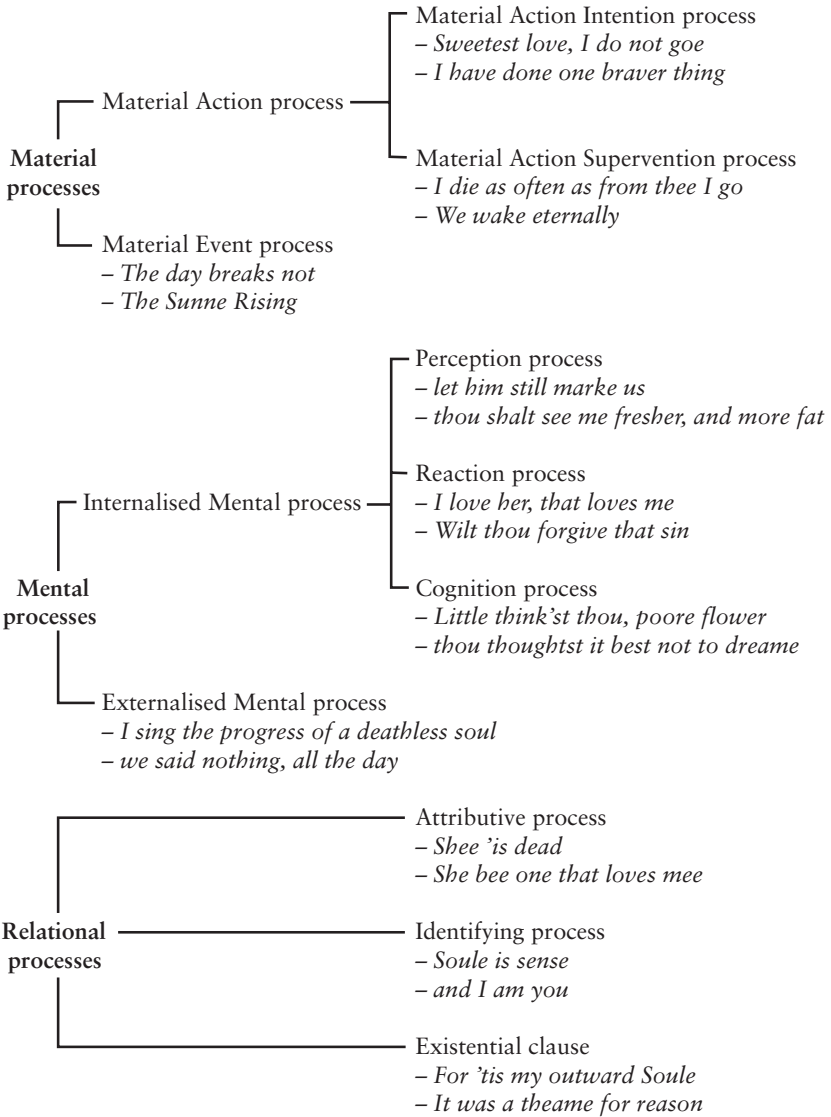 Material Action Intention process
– Sweetest love, I do not goe
– I have done one braver thing
Material Action process
Material
processes
Material Action Supervention process
– I die as often as from thee I go
– We wake eternally
Material Event process
– The day breaks not
– The Sunne Rising
Perception process
– let him still marke us
– thou shalt see me fresher, and more fat
Internalised Mental process
Reaction process
– I love her, that loves me
– Wilt thou forgive that sin
Mental
processes
Cognition process
– Little think’st thou, poore flower
– thou thoughtst it best not to dreame
Externalised Mental process
– I sing the progress of a deathless soul
– we said nothing, all the day
Attributive process
– Shee ’is dead
– She bee one that loves mee
Relational
processes
Identifying process
– Soule is sense
– and I am you
Existential clause
– For ’tis my outward Soule
– It was a theame for reason